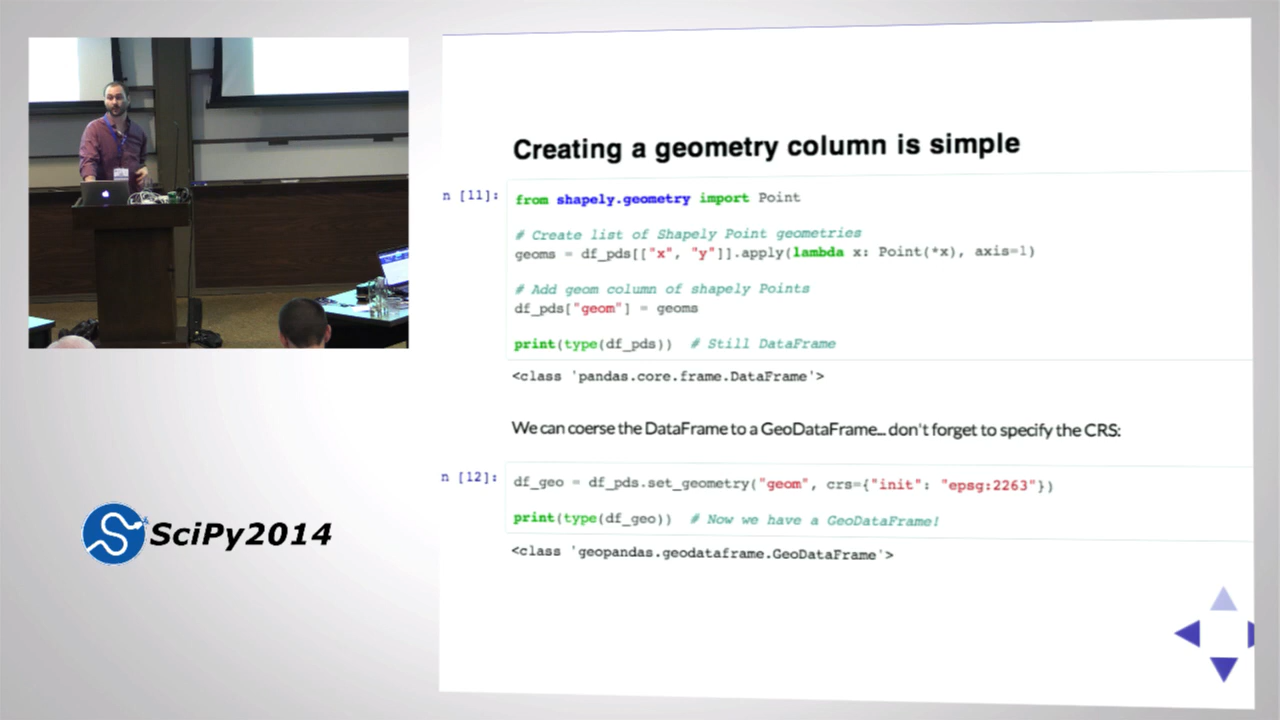 Creating a geometry column is simple
n [11]:
from shapely.geometry import Point
# Create list of Shapely Point geometries
geoms = df_pds[["x", "y"]].apply(lambda x: Point(*x), axis=1)
# Add geom column of shapely Points
df_pds["geom"] = geoms
print(type(df_pds))  # Still DataFrame
<class 'pandas.core.frame.DataFrame'>
We can coerse the DataFrame to a GeoDataFrame... don't forget to specify the CRS:
n [12]:
df_geo = df_pds.set_geometry("geom", crs={"init": "epsg:2263"})
print(type(df_geo))  # Now we have a GeoDataFrame!
<class 'geopandas.geodataframe.GeoDataFrame'>
SciPy2014